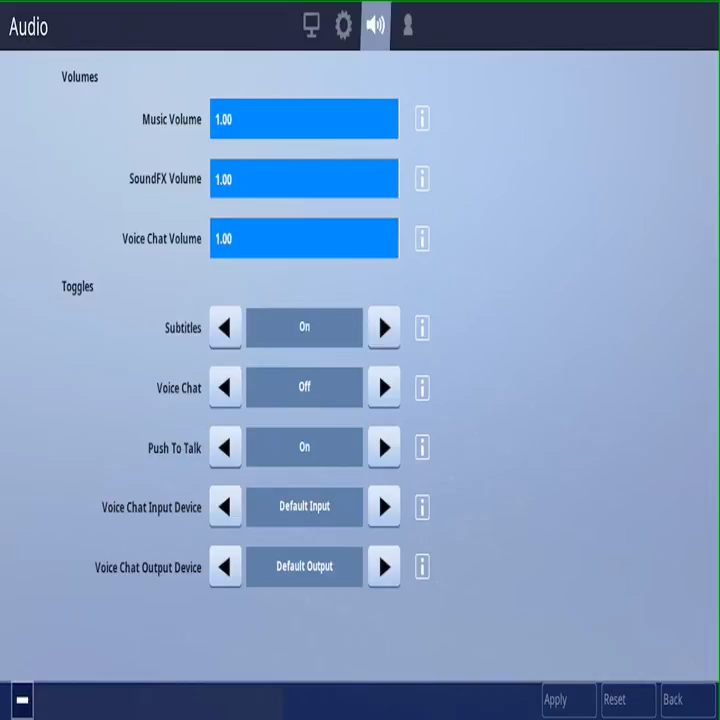 Audio
Volumes
Music Volume 1.00
SoundFX Volume 1.00
Voice Chat Volume 1.00
Toggles
Subtitles On
Voice Chat Off
Push To Talk On
Voice Chat Input Device Default Input
Voice Chat Output Device Default Output
Apply Reset Back